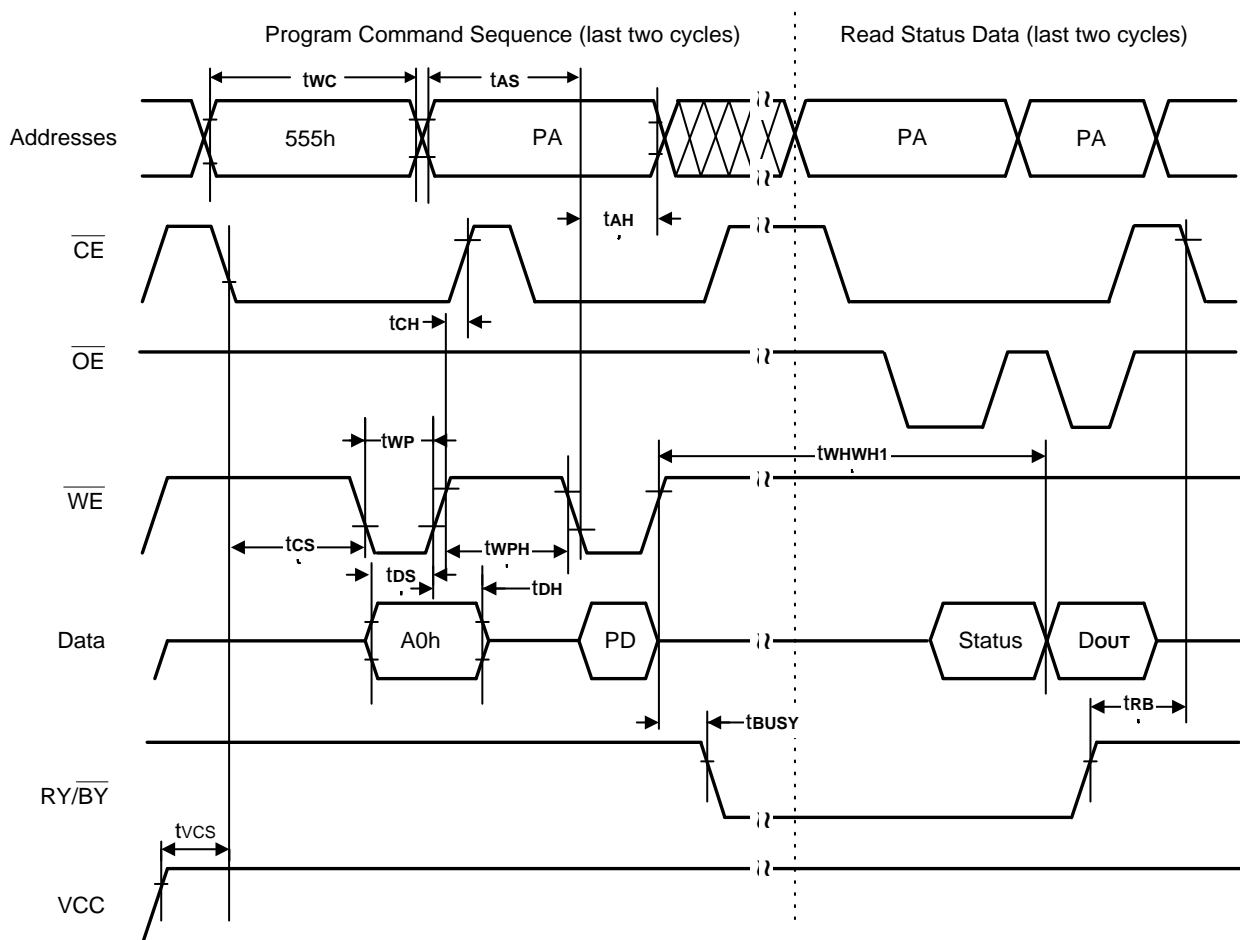 Program Command Sequence (last two cycles) Read Status Data (last two cycles)
tWC tAS
Addresses 555h PA PA PA
tAH
CE
tCH
OE
tWP tWHWH1
WE
tCS tWPH
tDS tDH
Data A0h PD Status DOUT
tBUSY tRB
RY/BY
tVCS
VCC